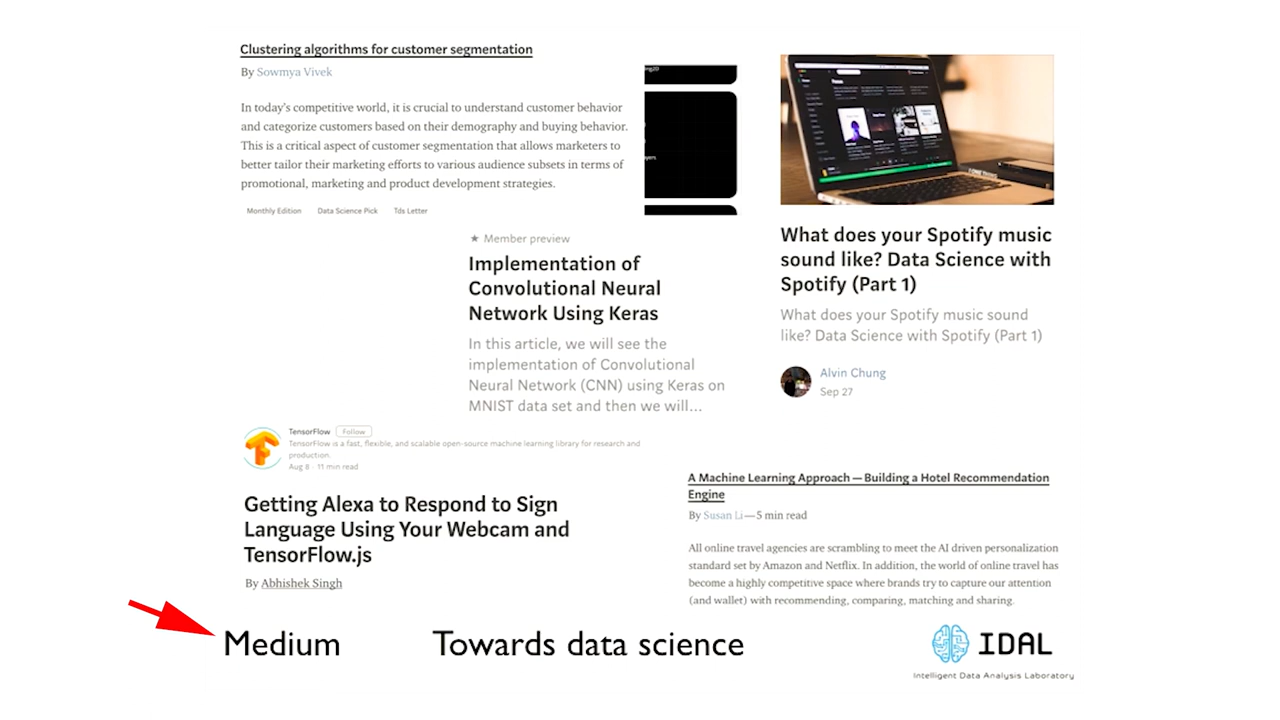 Clustering algorithms for customer segmentation
By Sowmya Vivek
In today's competitive world, it is crucial to understand customer behavior
and categorize customers based on their demography and buying behavior.
This is a critical aspect of customer segmentation that allows marketers to
better tailor their marketing efforts to various audience subsets in terms of
promotional, marketing and product development strategies.
Monthly Edition Data Science Pick Tds Letter
★ Member preview
Implementation of
Convolutional Neural
Network Using Keras
In this article, we will see the
implementation of Convolutional
Neural Network (CNN) using Keras on
MNIST data set and then we will...
What does your Spotify music
sound like? Data Science with
Spotify (Part 1)
What does your Spotify music sound
like? Data Science with Spotify (Part 1)
Alvin Chung
Sep 27
TensorFlow Follow
TensorFlow is a fast, flexible, and scalable open-source machine learning library for research and
production.
Aug 8 · 11 min read
Getting Alexa to Respond to Sign
Language Using Your Webcam and
TensorFlow.js
By Abhishek Singh
A Machine Learning Approach — Building a Hotel Recommendation
Engine
By Susan Li — 5 min read
All online travel agencies are scrambling to meet the AI driven personalization
standard set by Amazon and Netflix. In addition, the world of online travel has
become a highly competitive space where brands try to capture our attention
(and wallet) with recommending, comparing, matching and sharing.
Medium Towards data science
IDAL
Intelligent Data Analysis Laboratory